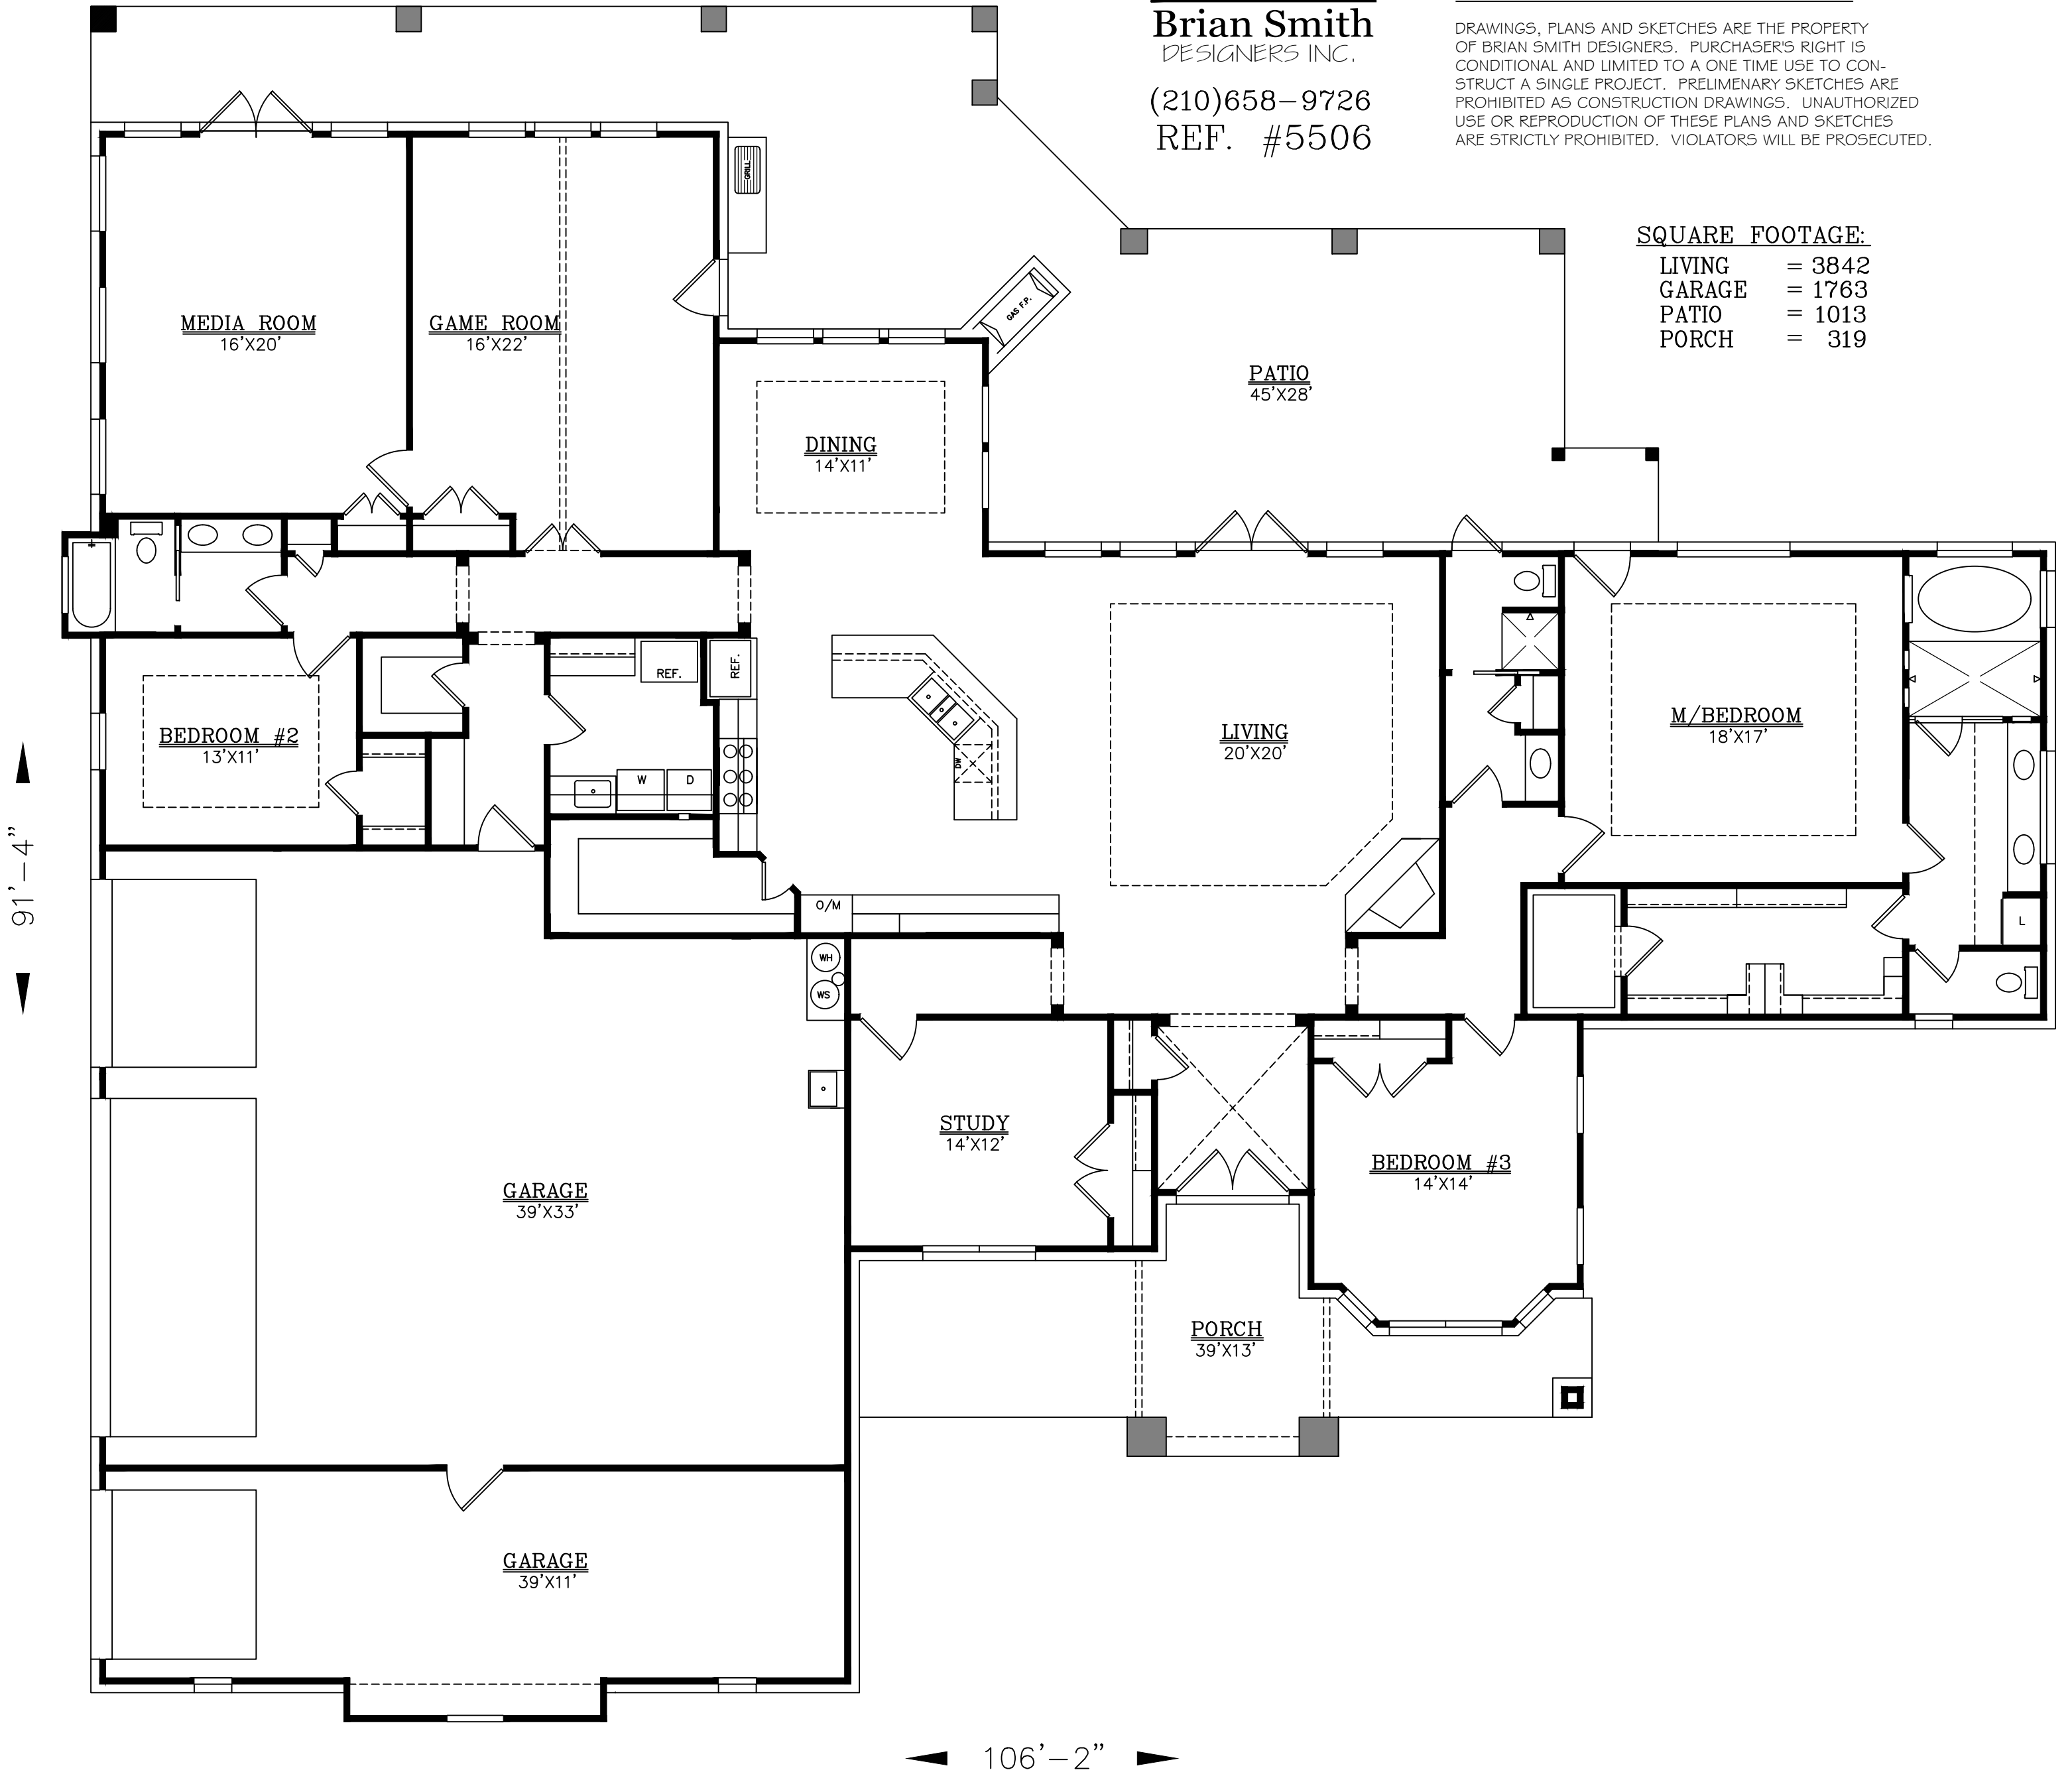 Brian Smith
DESIGNERS INC.
(210)658-9726
REF. #5506
DRAWINGS, PLANS AND SKETCHES ARE THE PROPERTY
OF BRIAN SMITH DESIGNERS. PURCHASER'S RIGHT IS
CONDITIONAL AND LIMITED TO A ONE TIME USE TO CON-
STRUCT A SINGLE PROJECT. PRELIMENARY SKETCHES ARE
PROHIBITED AS CONSTRUCTION DRAWINGS. UNAUTHORIZED
USE OR REPRODUCTION OF THESE PLANS AND SKETCHES
ARE STRICTLY PROHIBITED. VIOLATORS WILL BE PROSECUTED.
SQUARE FOOTAGE:
LIVING = 3842
GARAGE = 1763
PATIO = 1013
PORCH = 319
GRILL
GAS F.P.
MEDIA ROOM
16'X20'
GAME ROOM
16'X22'
PATIO
45'X28'
DINING
14'X11'
REF.
REF.
BEDROOM #2
13'X11'
LIVING
20'X20'
M/BEDROOM
18'X17'
DW
W
D
91'-4"
O/M
L
WH
WS
STUDY
14'X12'
BEDROOM #3
14'X14'
GARAGE
39'X33'
PORCH
39'X13'
GARAGE
39'X11'
106'-2"